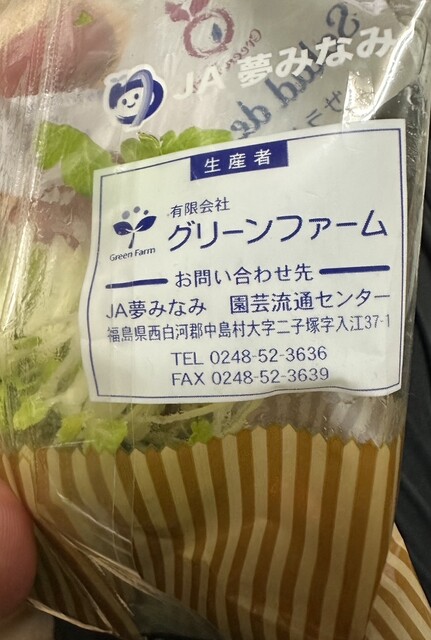 JA 夢みなみ
Salad de
生産者
有限会社
Green Farm
グリーンファーム
お問い合わせ先
JA夢みなみ 園芸流通センター
福島県西白河郡中島村大字二子塚字入江37-1
TEL 0248-52-3636
FAX 0248-52-3639